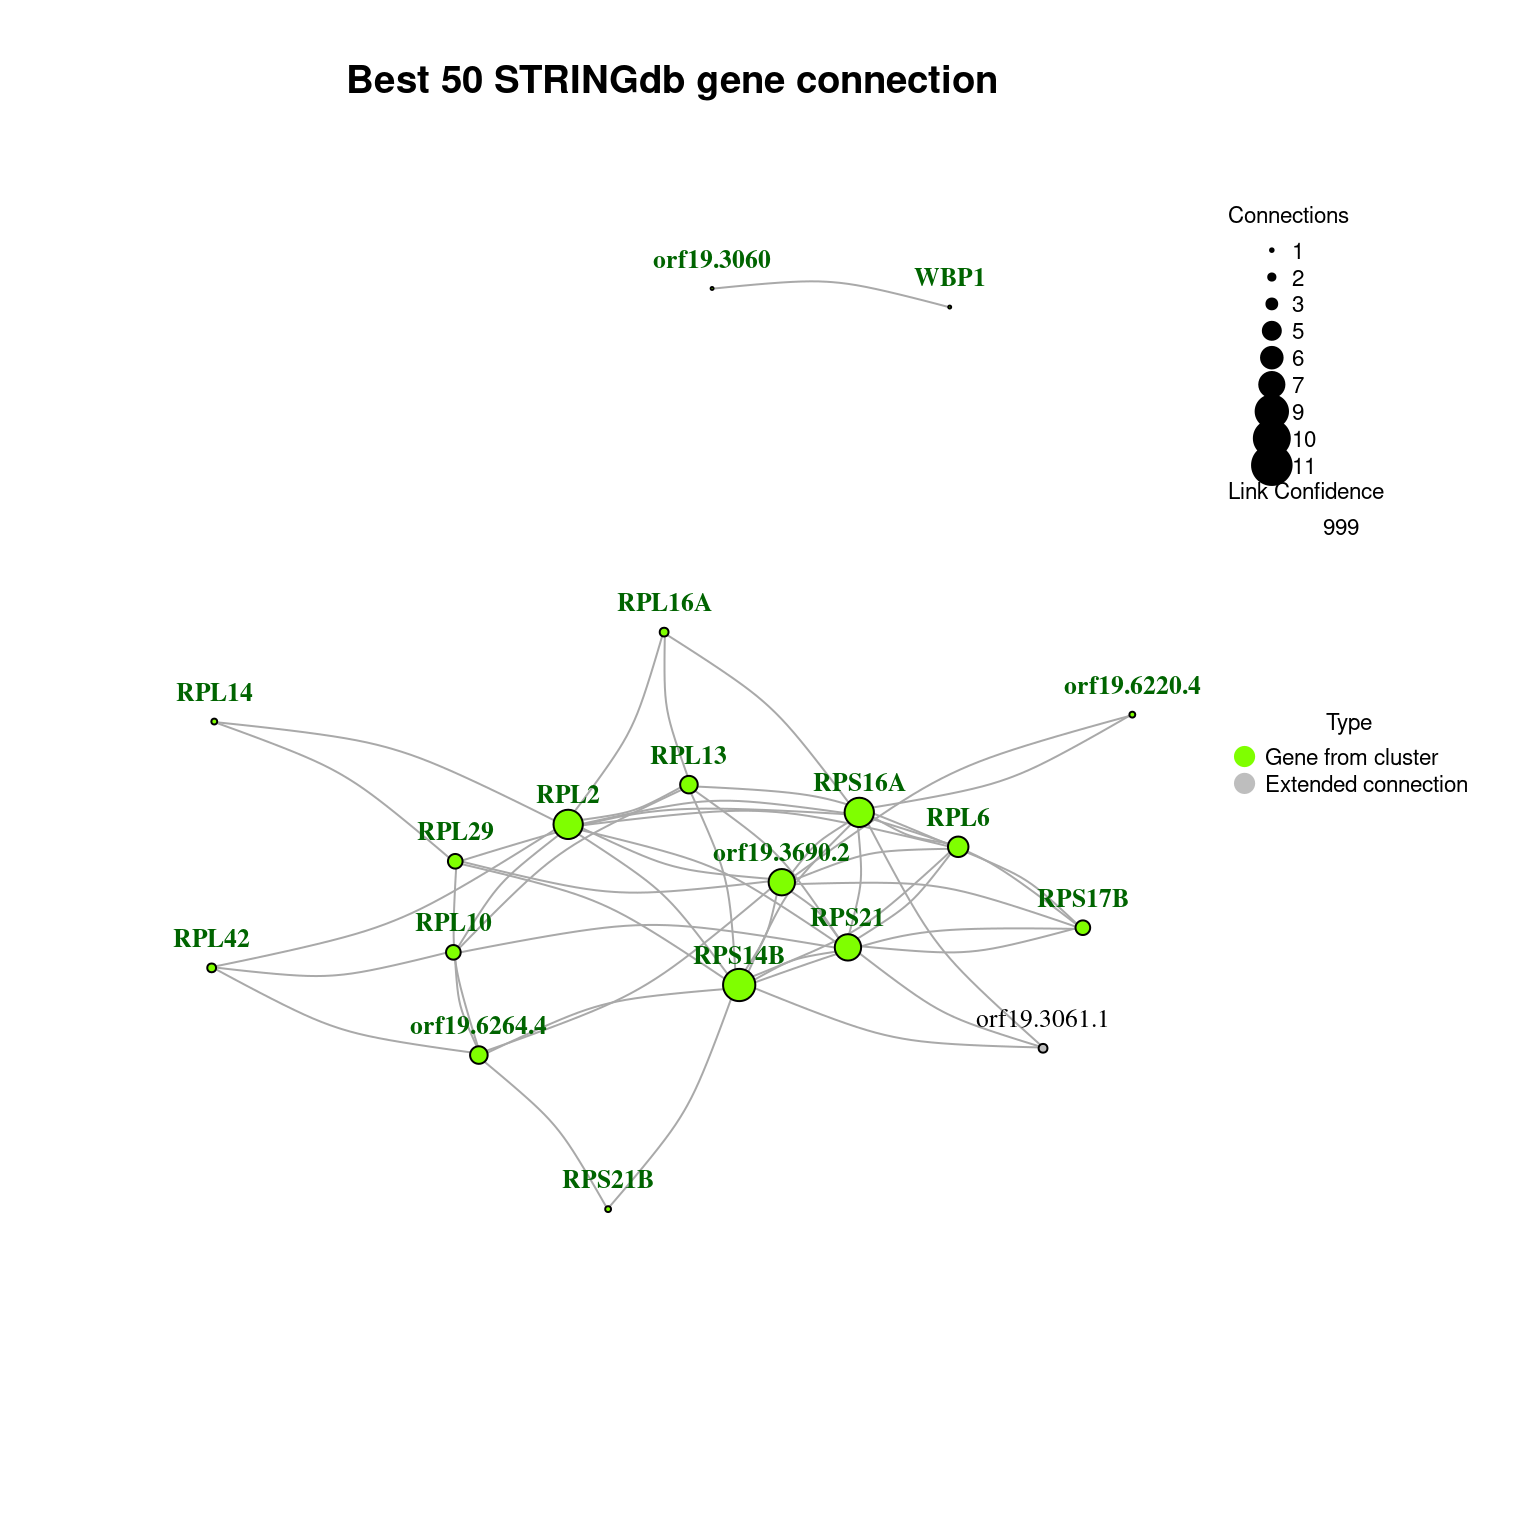 Best 50 STRINGdb gene connection
Connections
1
2
3
5
6
7
9
10
11
Link Confidence
999
Type
Gene from cluster
Extended connection
orf19.3060
WBP1
RPL16A
RPL14
orf19.6220.4
RPL13
RPS16A
RPL2
RPL6
RPL29
orf19.3690.2
RPS17B
RPL10
RPS21
RPL42
RPS14B
orf19.6264.4
orf19.3061.1
RPS21B